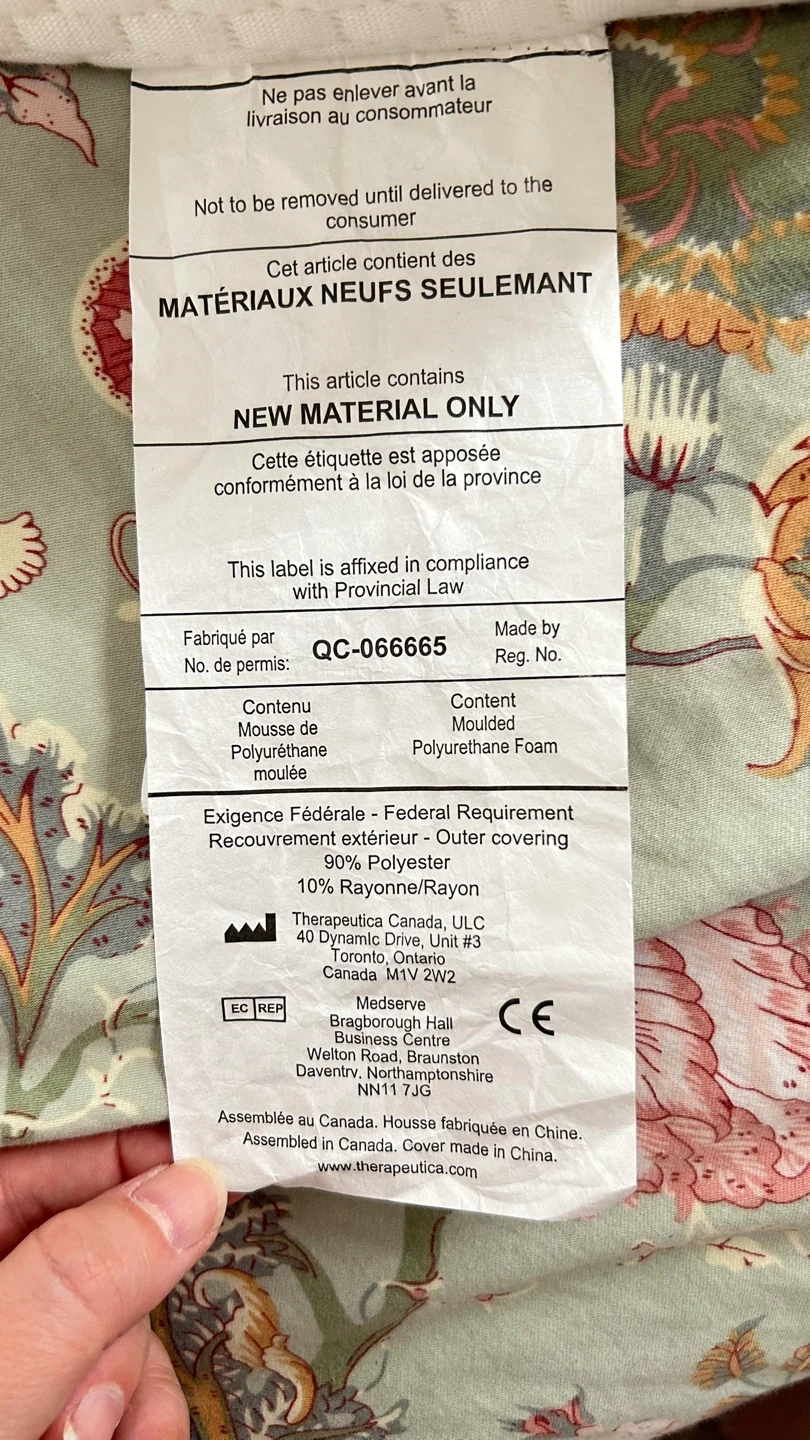 Ne pas enlever avant la
livraison au consommateur
Not to be removed until delivered to the
consumer
Cet article contient des
MATÉRIAUX NEUFS SEULEMANT
This article contains
NEW MATERIAL ONLY
Cette étiquette est apposée
conformément à la loi de la province
This label is affixed in compliance
with Provincial Law
Fabriqué par
No. de permis:
QC-066665
Made by
Reg. No.
Contenu
Mousse de
Polyuréthane
moulée
Content
Moulded
Polyurethane Foam
Exigence Fédérale - Federal Requirement
Recouvrement extérieur - Outer covering
90% Polyester
10% Rayonne/Rayon
Therapeutica Canada, ULC
40 Dynamic Drive, Unit #3
Toronto, Ontario
Canada M1V 2W2
EC REP
Medserve
Bragborough Hall
Business Centre
Welton Road, Braunston
Daventry, Northamptonshire
NN11 7JG
CE
Assemblée au Canada. Housse fabriquée en Chine.
Assembled in Canada. Cover made in China.
www.therapeutica.com